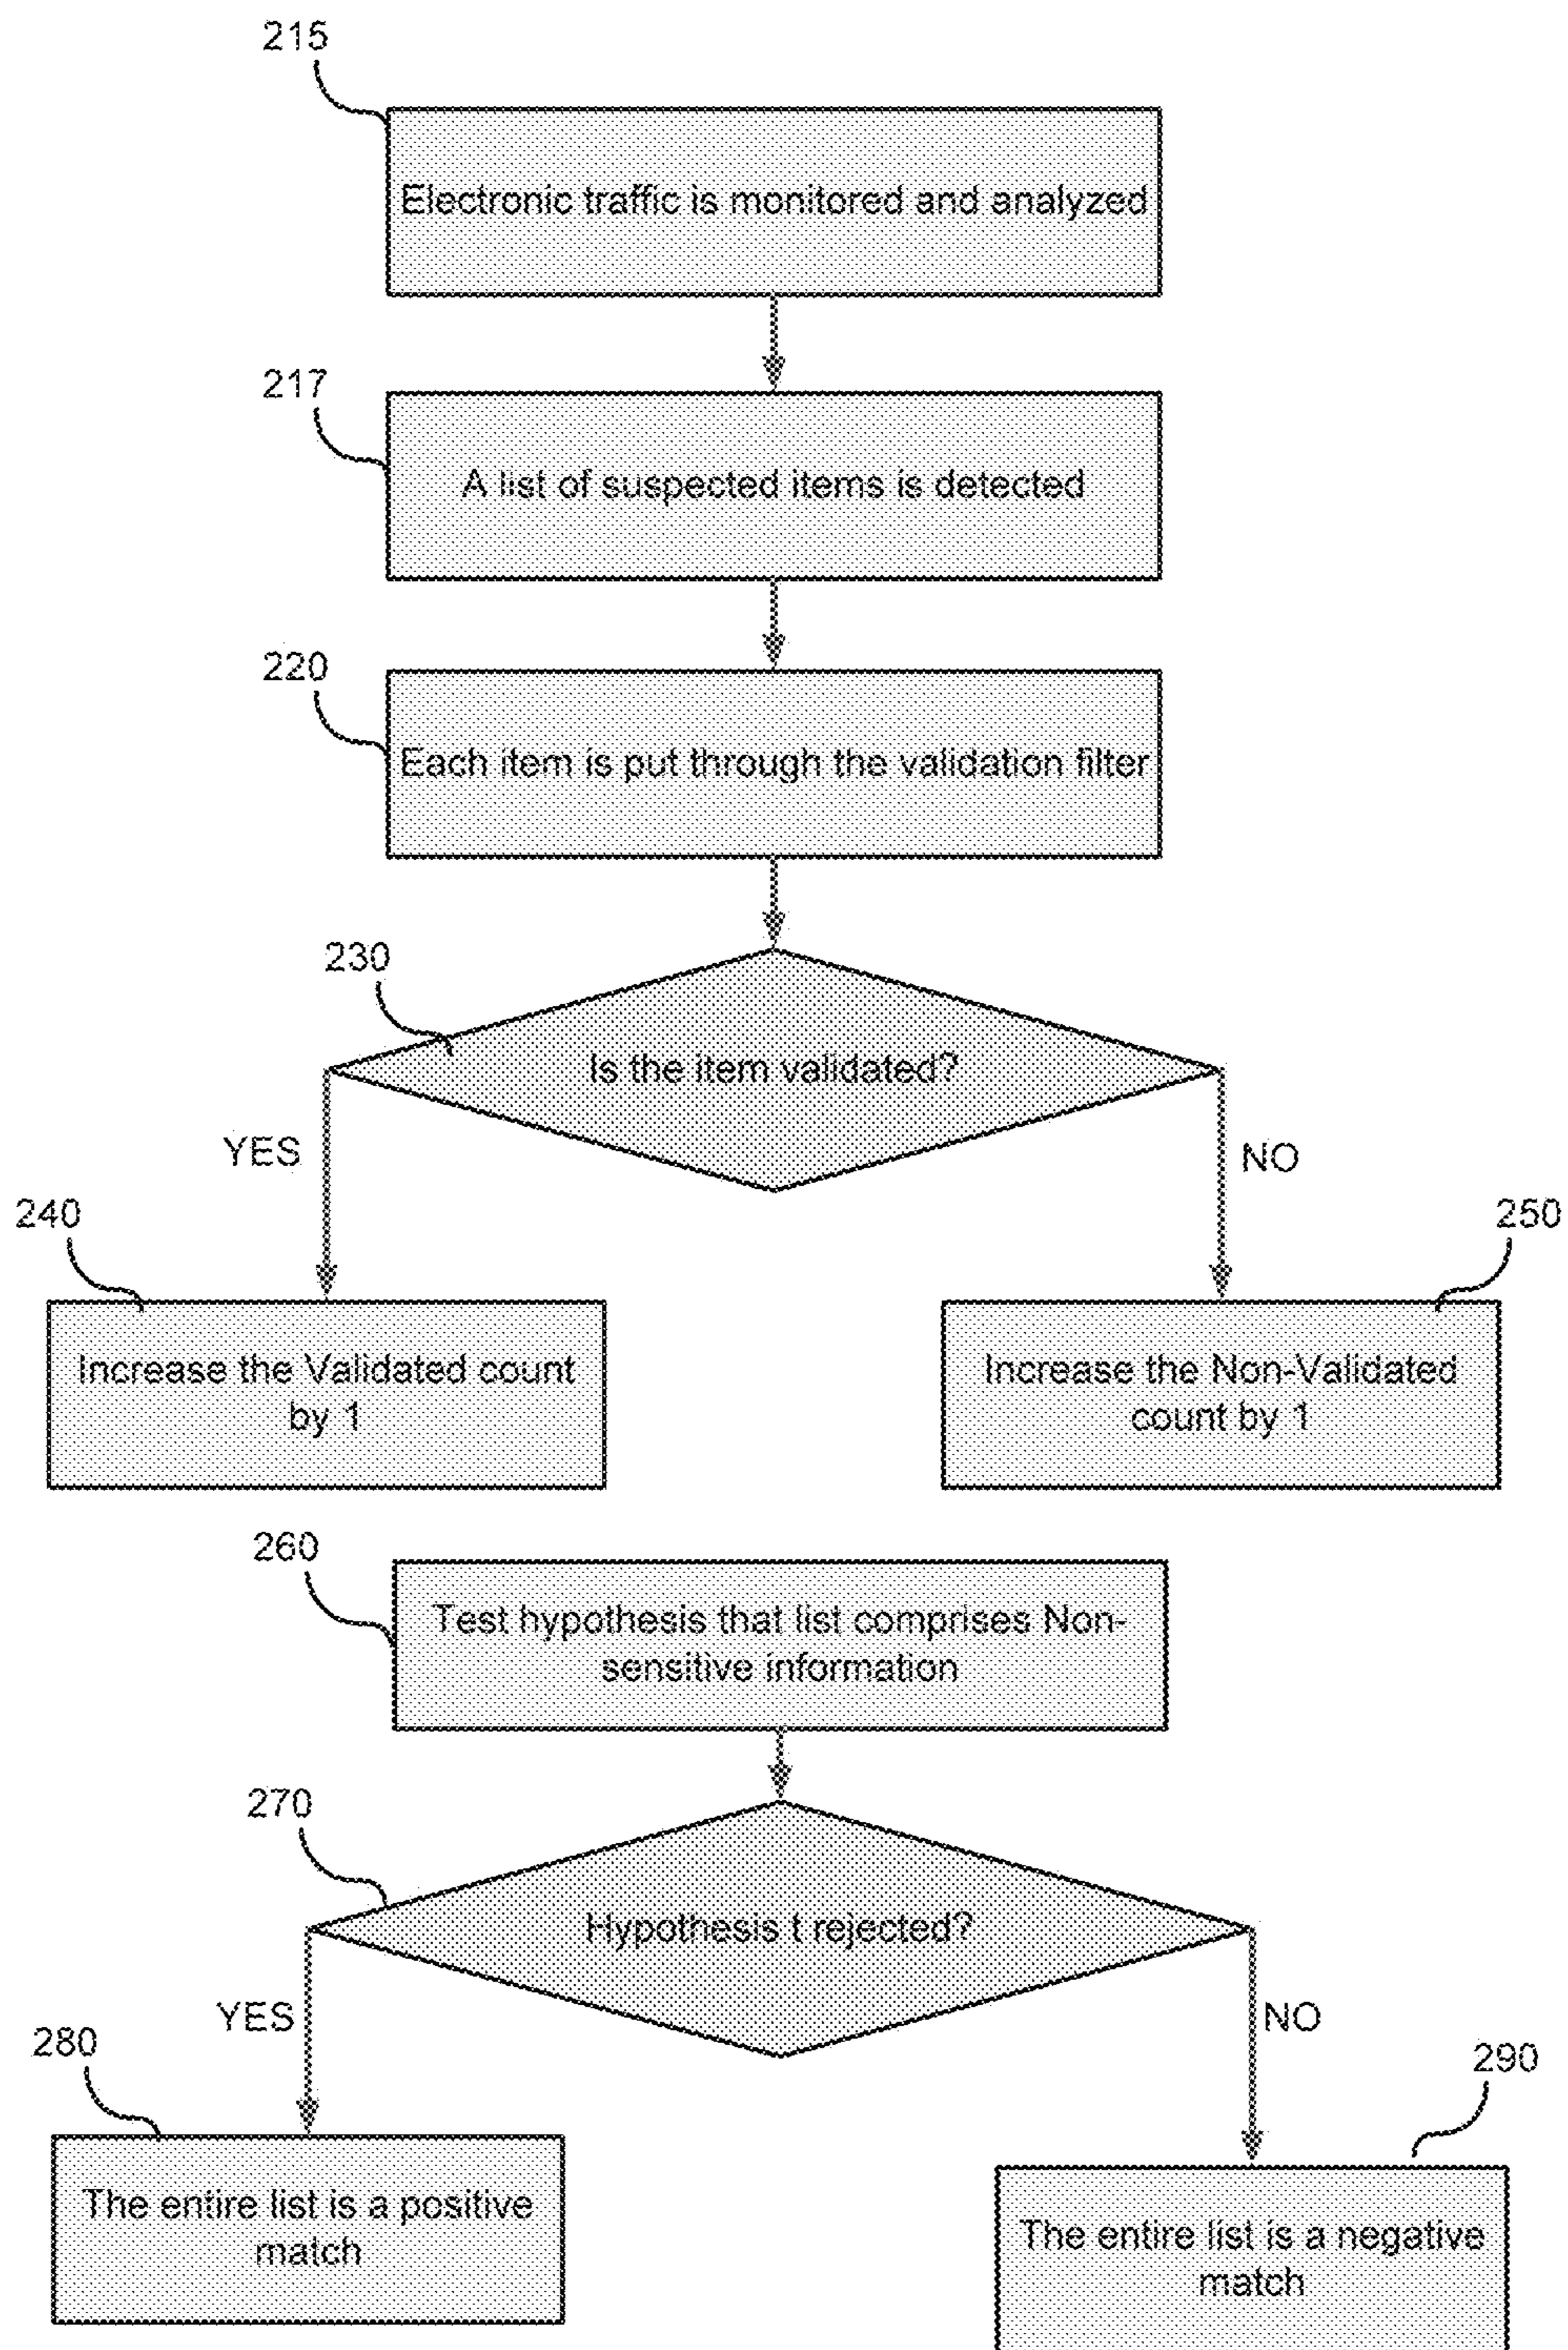 215
Electronic traffic is monitored and analyzed
217
A list of suspected items is detected
220
Each item is put through the validation filter
230
Is the item validated?
YES
NO
240
250
Increase the Validated count
by 1
Increase the Non-Validated
count by 1
260
Test hypothesis that list comprises Non-
sensitive information
270
Hypothesis t rejected?
YES
NO
280
290
The entire list is a positive
match
The entire list is a negative
match